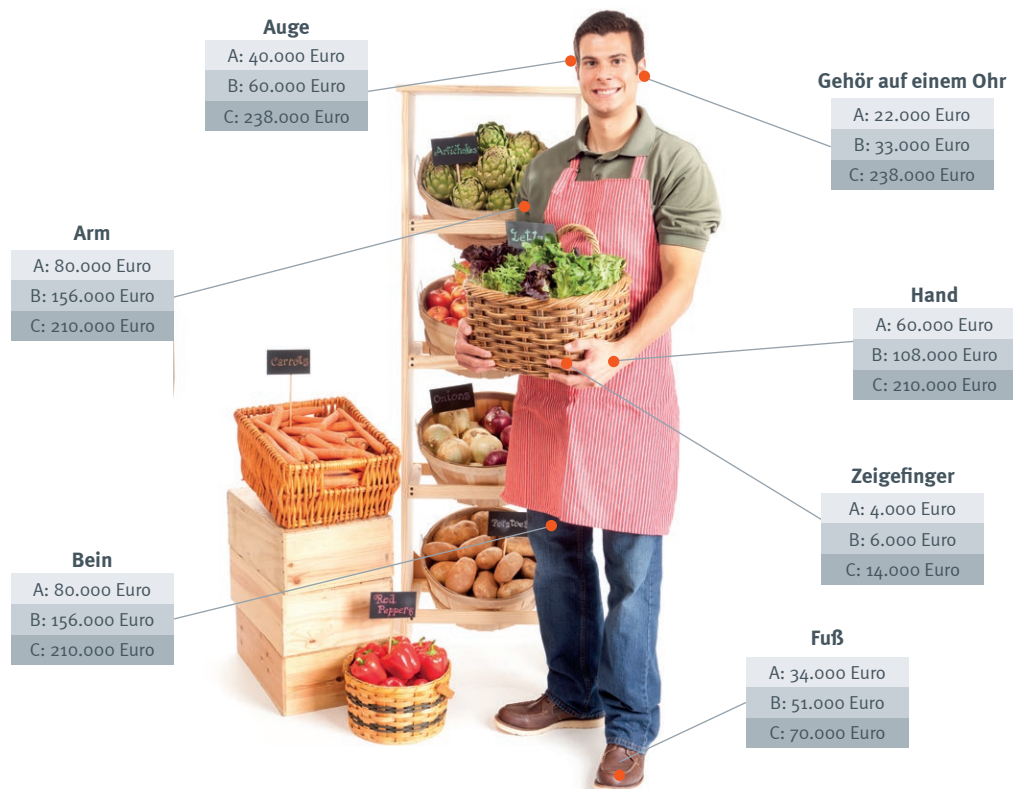 Auge
A: 40.000 Euro
B: 60.000 Euro
C: 238.000 Euro
Gehör auf einem Ohr
A: 22.000 Euro
B: 33.000 Euro
C: 238.000 Euro
Arm
A: 80.000 Euro
B: 156.000 Euro
C: 210.000 Euro
Hand
A: 60.000 Euro
B: 108.000 Euro
C: 210.000 Euro
Zeigefinger
A: 4.000 Euro
B: 6.000 Euro
C: 14.000 Euro
Bein
A: 80.000 Euro
B: 156.000 Euro
C: 210.000 Euro
Fuß
A: 34.000 Euro
B: 51.000 Euro
C: 70.000 Euro
Carrots
Onions
Red
Peppers